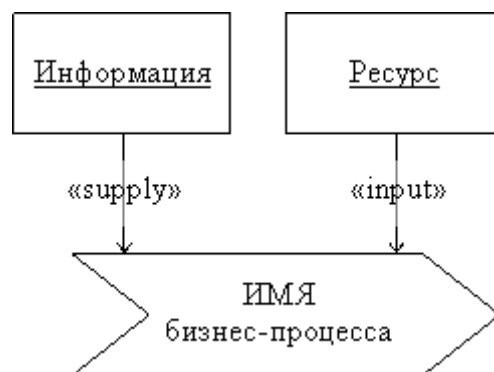 Информация
Ресурс
«supply»
«input»
ИМЯ
бизнес-процесса